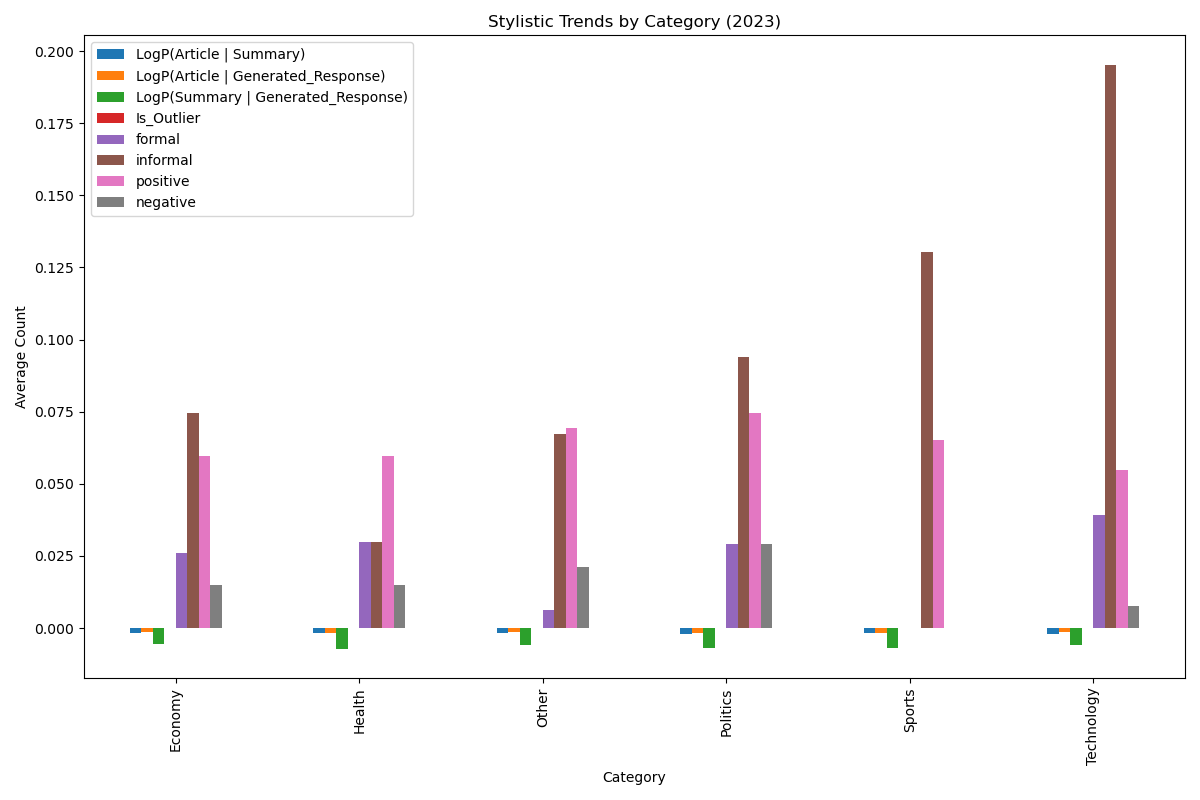 Stylistic Trends by Category (2023)
LogP(Article | Summary)
LogP(Article | Generated_Response)
LogP(Summary | Generated_Response)
Is_Outlier
formal
informal
positive
negative
Average Count
0.200
0.175
0.150
0.125
0.100
0.075
0.050
0.025
0.000
Economy
Health
Other
Politics
Sports
Technology
Category